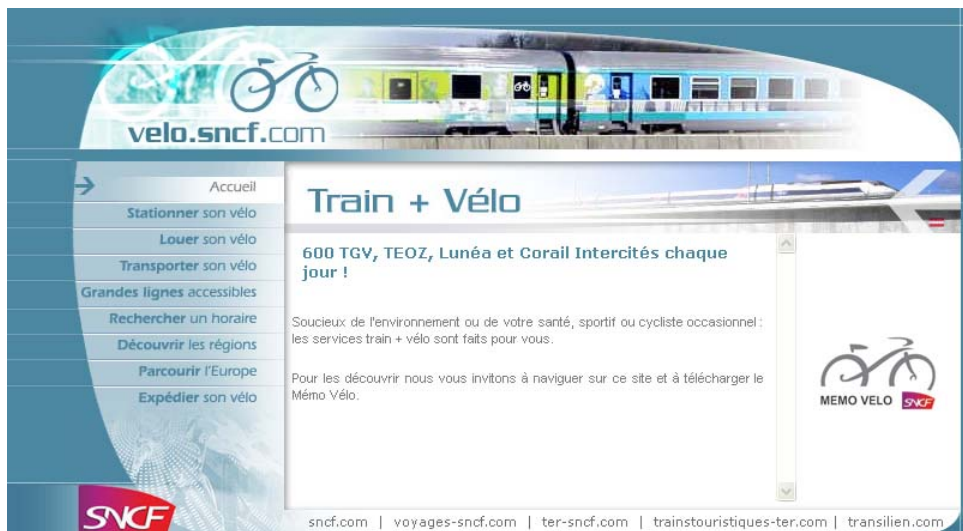 velo.sncf.com
Accueil
Stationner son vélo
Louer son vélo
Transporter son vélo
Grandes lignes accessibles
Rechercher un horaire
Découvrir les régions
Parcourir l'Europe
Expédier son vélo
SNCF
Train + Vélo
600 TGV, TEOZ, Lunéa et Corail Intercités chaque
jour !
Soucieux de l'environnement ou de votre santé, sportif ou cycliste occasionnel :
les services train + vélo sont faits pour vous.
Pour les découvrir nous vous invitons à naviguer sur ce site et à télécharger le
Mémo Vélo.
MEMO VELO SNCF
sncf.com | voyages-sncf.com | ter-sncf.com | trainstouristiques-ter.com | transilien.com